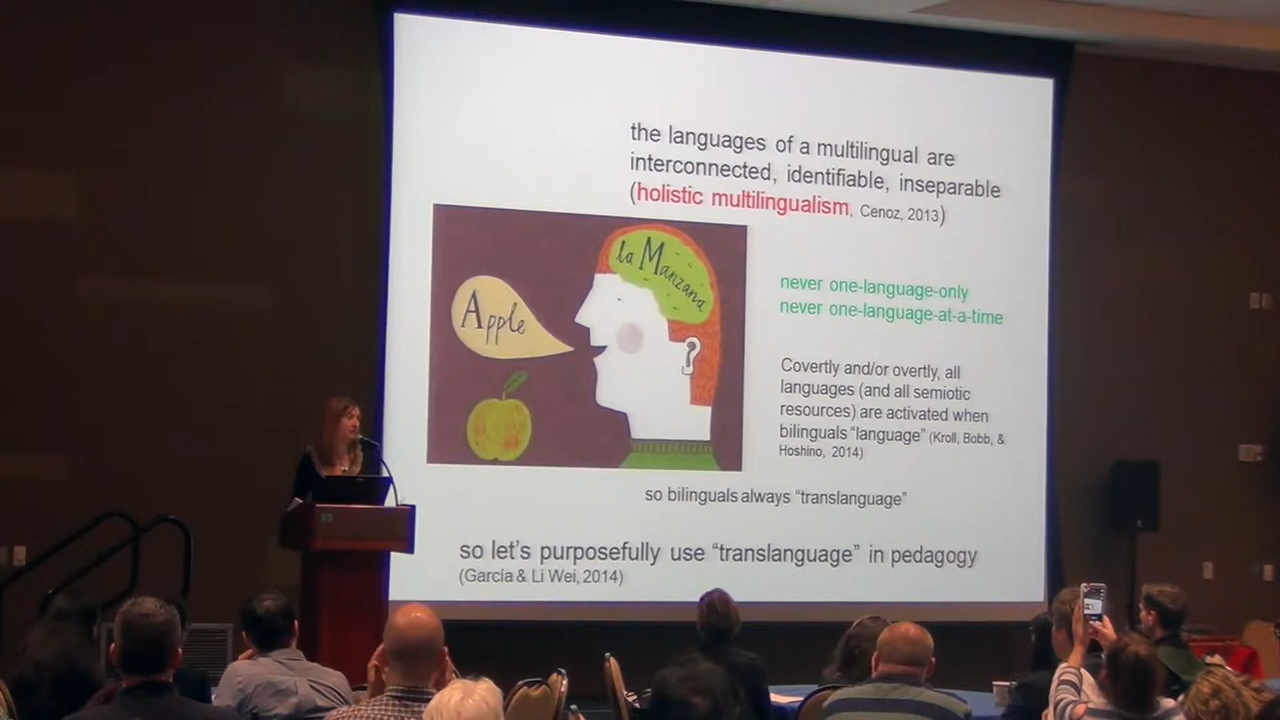 the languages of a multilingual are
interconnected, identifiable, inseparable
(holistic multilingualism, Cenoz, 2013)
la Manzana
Apple
never one-language-only
never one-language-at-a-time
Covertly and/or overtly, all
languages (and all semiotic
resources) are activated when
bilinguals “language” (Kroll, Bobb, &
Hoshino, 2014)
so bilinguals always “translanguage”
so let’s purposefully use “translanguage” in pedagogy
(García & Li Wei, 2014)